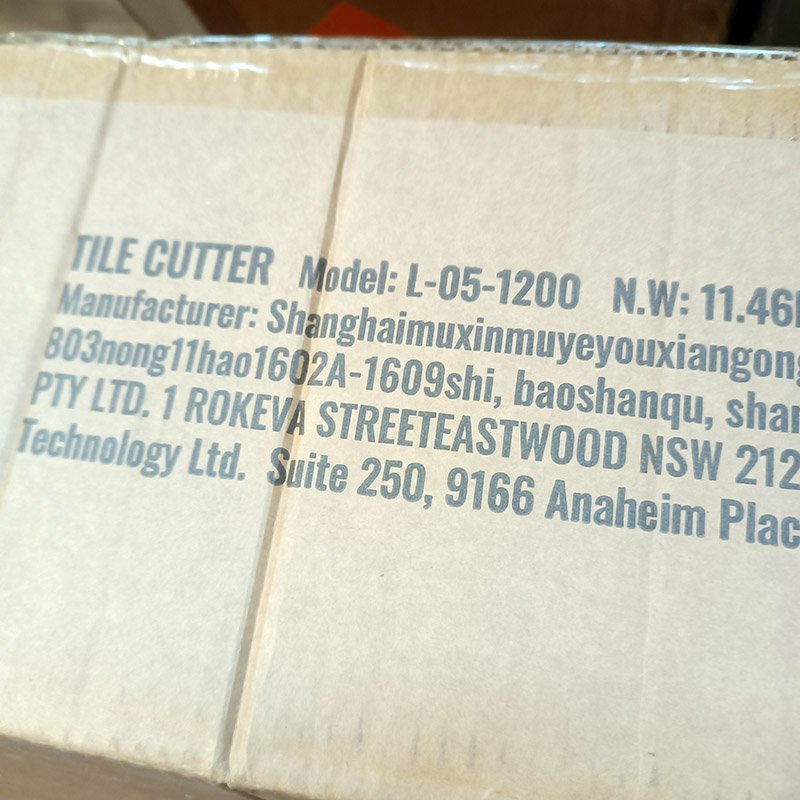 TILE CUTTER Model: L-05-1200 N.W: 11.46
Manufacturer: Shanghaimuxinmuyeyouxiangong
803nong11hao1602A-1609shi, baoshanqu, shan
PTY LTD. 1 ROKEVA STREETEASTWOOD NSW 212
Technology Ltd. Suite 250, 9166 Anaheim Plac